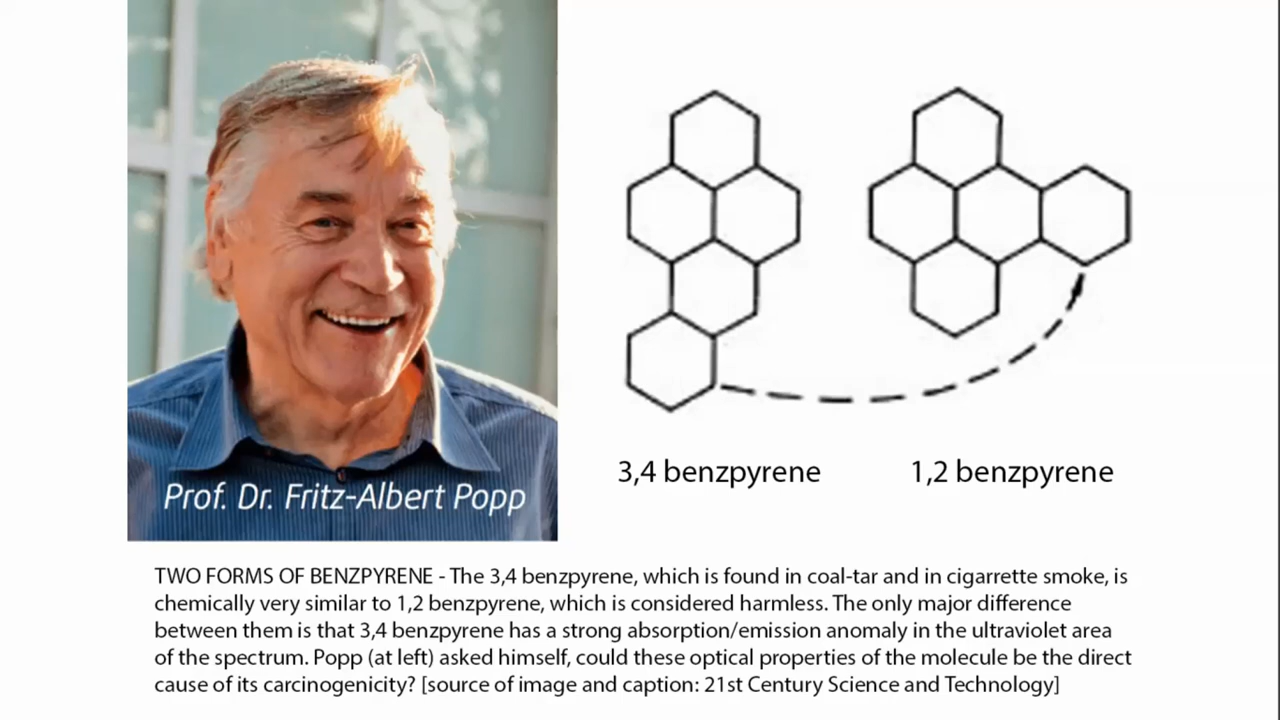 Prof. Dr. Fritz-Albert Popp
3,4 benzpyrene
1,2 benzpyrene
TWO FORMS OF BENZPYRENE - The 3,4 benzpyrene, which is found in coal-tar and in cigarrette smoke, is
chemically very similar to 1,2 benzpyrene, which is considered harmless. The only major difference
between them is that 3,4 benzpyrene has a strong absorption/emission anomaly in the ultraviolet area
of the spectrum. Popp (at left) asked himself, could these optical properties of the molecule be the direct
cause of its carcinogenicity? [source of image and caption: 21st Century Science and Technology]